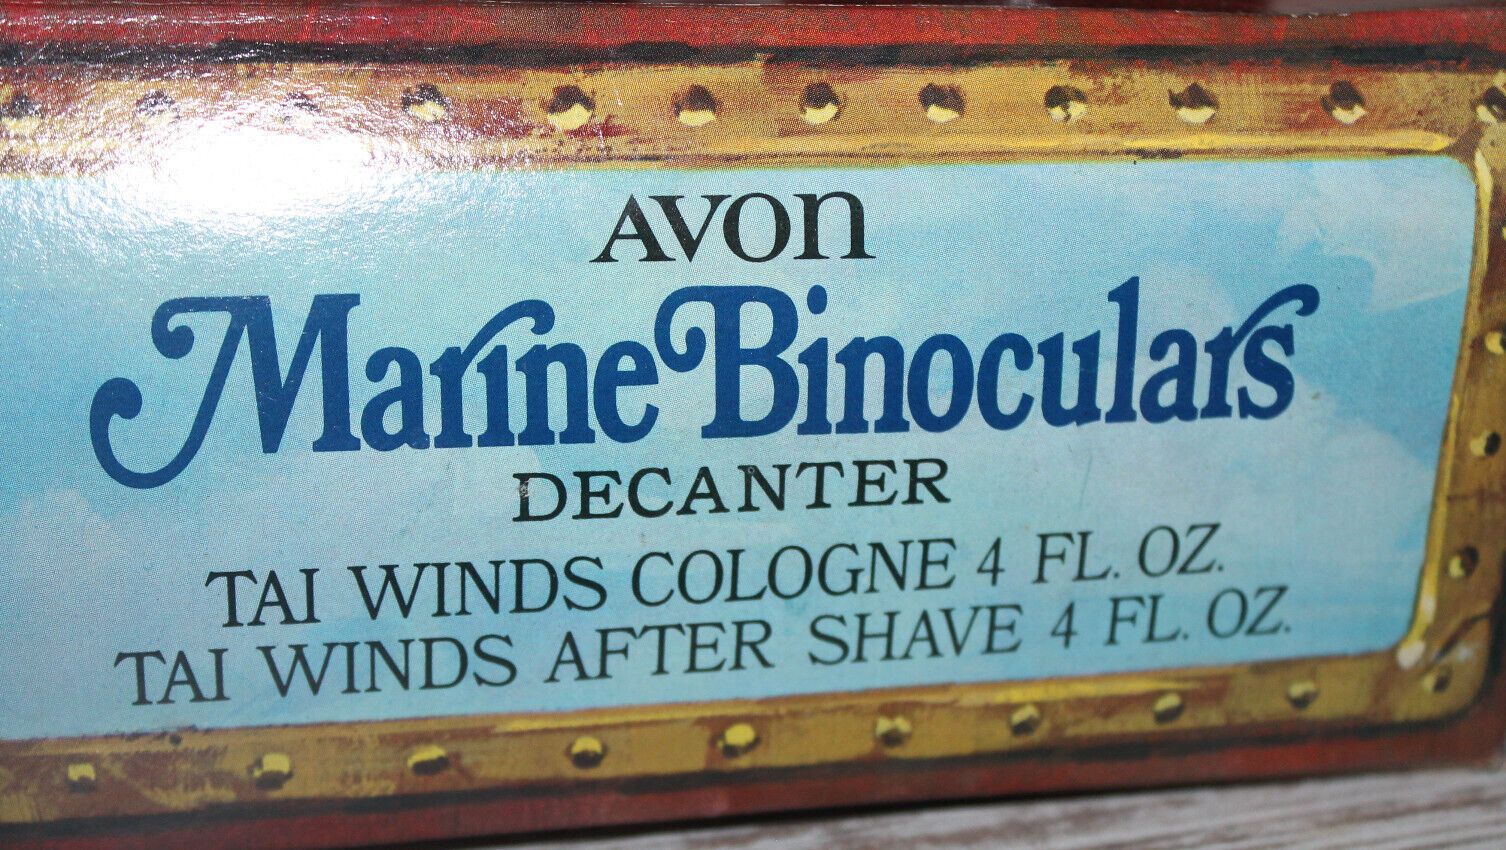 AVON
Marine Binoculars
DECANTER
TAI WINDS COLOGNE 4 FL. OZ.
TAI WINDS AFTER SHAVE 4 FL. OZ.